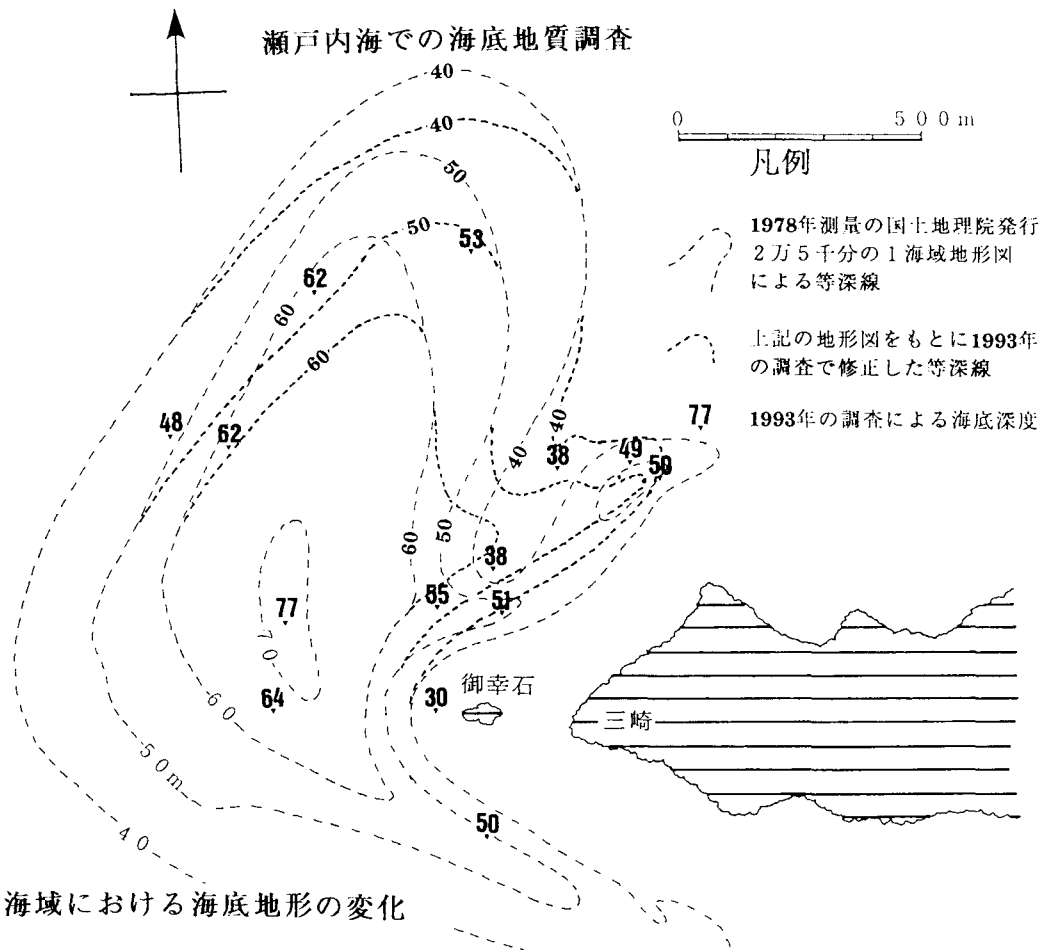 瀬戸内海での海底地質調査
40
40
50
50
53
62
60
60
48
62
40
38
49
50
77
40
50
60
38
55
51
77
70
64
60
50m
40
30
御幸石
三崎
50
0 500m
凡例
1978年測量の国土地理院発行
2万5千分の1海域地形図
による等深線
上記の地形図をもとに1993年
の調査で修正した等深線
1993年の調査による海底深度
海域における海底地形の変化